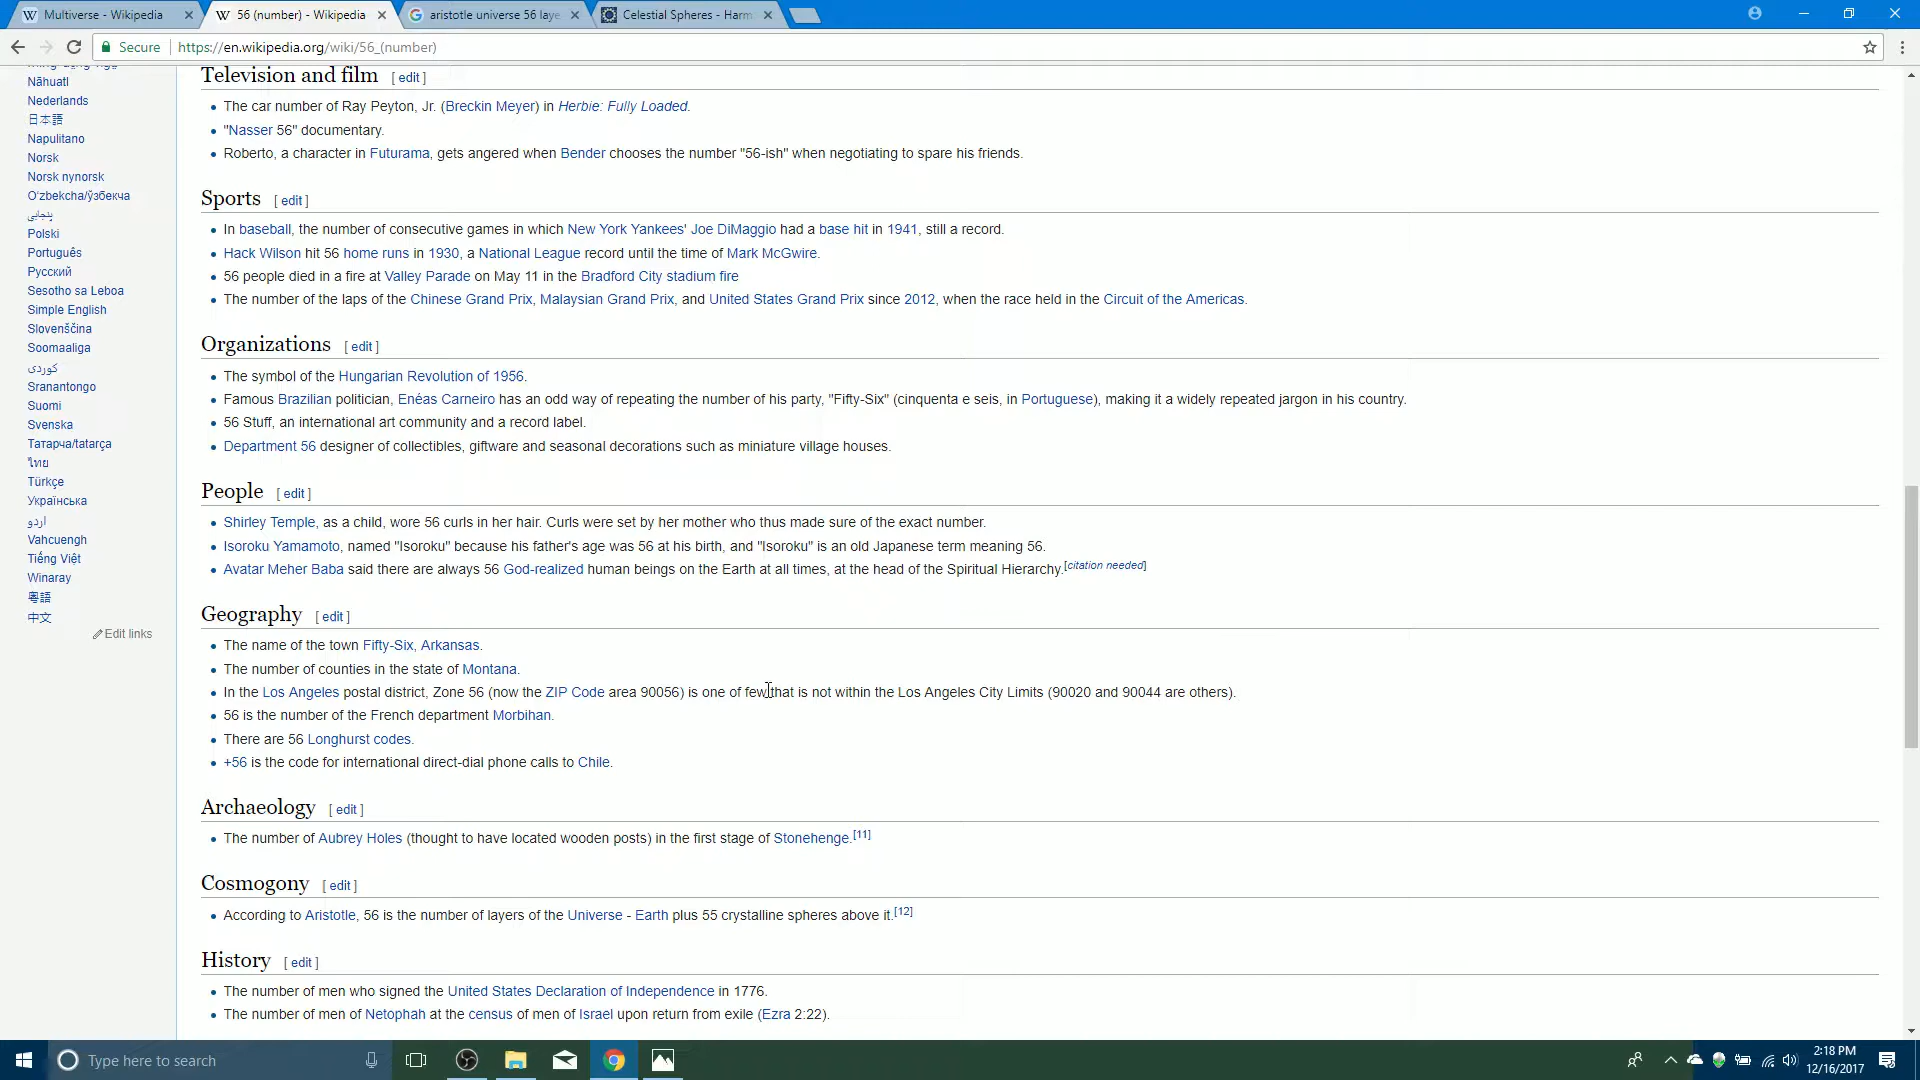 Multiverse - Wikipedia
56 (number) - Wikipedia
aristotle universe 56 laye
Celestial Spheres - Harm
Secure
https://en.wikipedia.org/wiki/56_(number)
Nāhuatl
Nederlands
日本語
Napulitano
Norsk
Norsk nynorsk
Oʻzbekcha/ўзбекча
پنجابی
Polski
Português
Русский
Sesotho sa Leboa
Simple English
Slovenščina
Soomaaliga
کوردی
Sranantongo
Suomi
Svenska
Татарча/tatarça
ไทย
Türkçe
Українська
اردو
Vahcuengh
Tiếng Việt
Winaray
粵語
中文
Edit links
Television and film [ edit ]
The car number of Ray Peyton, Jr. (Breckin Meyer) in Herbie: Fully Loaded.
"Nasser 56" documentary.
Roberto, a character in Futurama, gets angered when Bender chooses the number "56-ish" when negotiating to spare his friends.
Sports [ edit ]
In baseball, the number of consecutive games in which New York Yankees' Joe DiMaggio had a base hit in 1941, still a record.
Hack Wilson hit 56 home runs in 1930, a National League record until the time of Mark McGwire.
56 people died in a fire at Valley Parade on May 11 in the Bradford City stadium fire
The number of the laps of the Chinese Grand Prix, Malaysian Grand Prix, and United States Grand Prix since 2012, when the race held in the Circuit of the Americas.
Organizations [ edit ]
The symbol of the Hungarian Revolution of 1956.
Famous Brazilian politician, Enéas Carneiro has an odd way of repeating the number of his party, "Fifty-Six" (cinquenta e seis, in Portuguese), making it a widely repeated jargon in his country.
56 Stuff, an international art community and a record label.
Department 56 designer of collectibles, giftware and seasonal decorations such as miniature village houses.
People [ edit ]
Shirley Temple, as a child, wore 56 curls in her hair. Curls were set by her mother who thus made sure of the exact number.
Isoroku Yamamoto, named "Isoroku" because his father's age was 56 at his birth, and "Isoroku" is an old Japanese term meaning 56.
Avatar Meher Baba said there are always 56 God-realized human beings on the Earth at all times, at the head of the Spiritual Hierarchy.[citation needed]
Geography [ edit ]
The name of the town Fifty-Six, Arkansas.
The number of counties in the state of Montana.
In the Los Angeles postal district, Zone 56 (now the ZIP Code area 90056) is one of few that is not within the Los Angeles City Limits (90020 and 90044 are others).
56 is the number of the French department Morbihan.
There are 56 Longhurst codes.
+56 is the code for international direct-dial phone calls to Chile.
Archaeology [ edit ]
The number of Aubrey Holes (thought to have located wooden posts) in the first stage of Stonehenge.[11]
Cosmogony [ edit ]
According to Aristotle, 56 is the number of layers of the Universe - Earth plus 55 crystalline spheres above it.[12]
History [ edit ]
The number of men who signed the United States Declaration of Independence in 1776.
The number of men of Netophah at the census of men of Israel upon return from exile (Ezra 2:22).
Type here to search
2:18 PM
12/16/2017